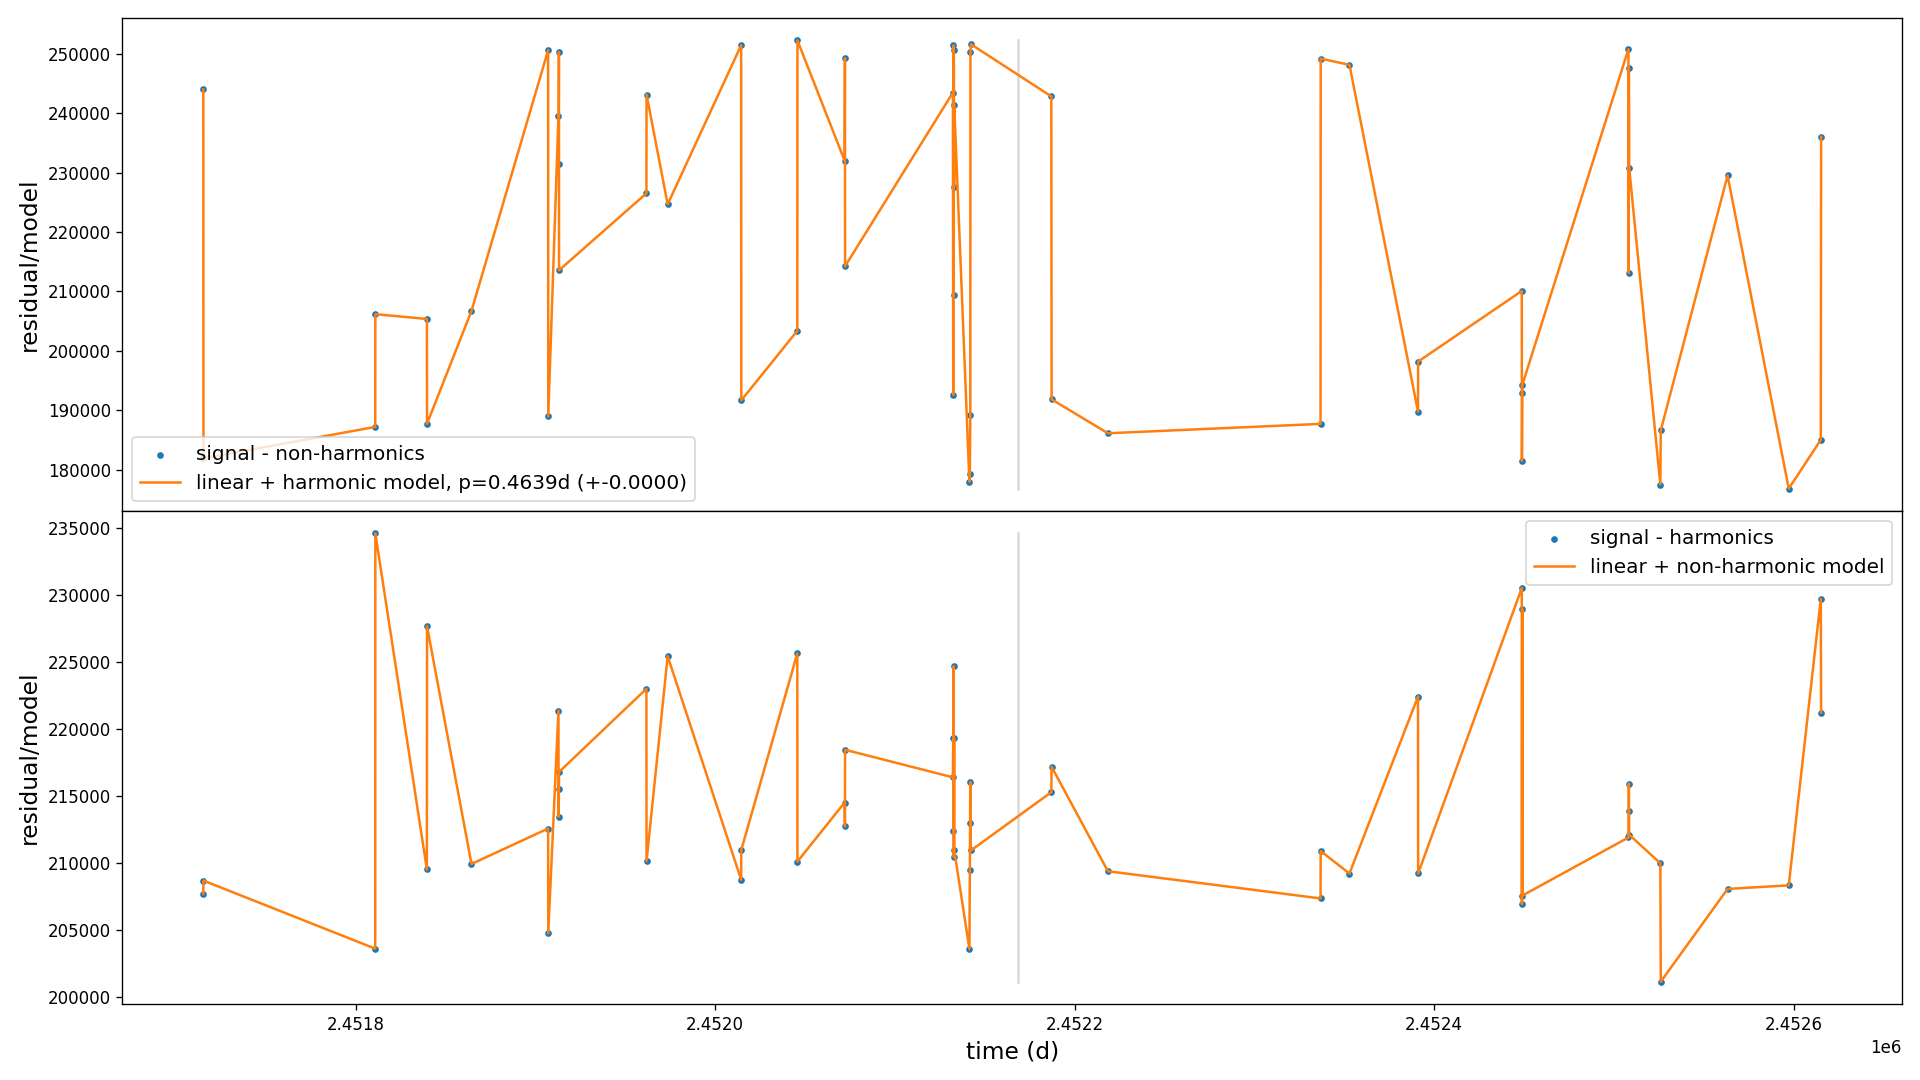 250000
240000
230000
220000
210000
200000
190000
180000
residual/model
signal - non-harmonics
linear + harmonic model, p=0.4639d (+-0.0000)
235000
230000
225000
220000
215000
210000
205000
200000
residual/model
signal - harmonics
linear + non-harmonic model
2.4518 2.4520 2.4522 2.4524 2.4526
1e6
time (d)